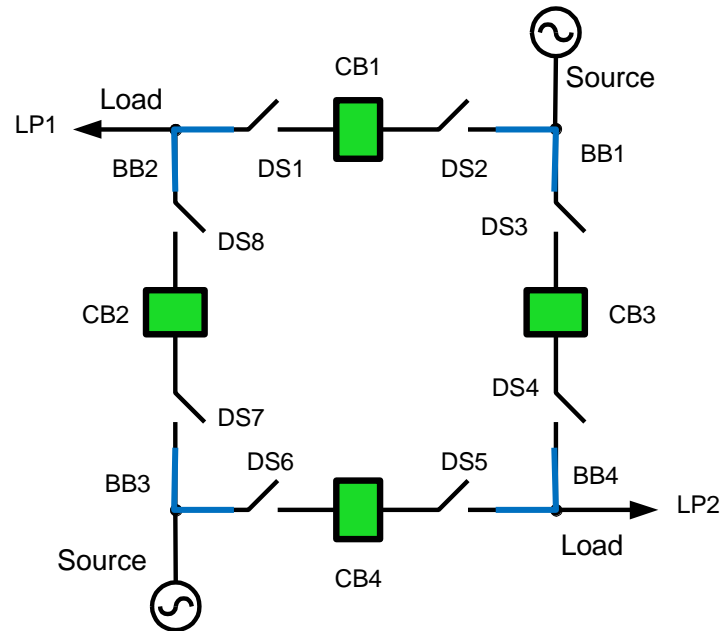 CB1
Source
Load
LP1
BB2
DS1
DS2
BB1
DS3
DS8
CB2
CB3
DS4
DS7
BB3
DS6
DS5
BB4
LP2
Source
Load
CB4